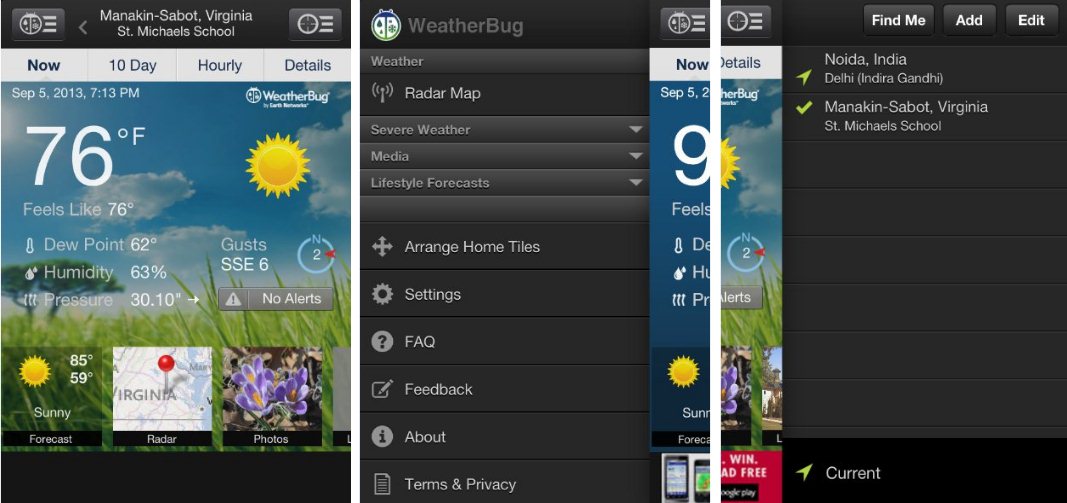 Manakin-Sabot, Virginia
St. Michaels School
Now
10 Day
Hourly
Details
Sep 5, 2013, 7:13 PM
WeatherBug
by Earth Networks
76°F
Feels Like 76°
Dew Point 62°
Humidity 63%
Pressure 30.10"
Gusts
SSE 6
N
2
No Alerts
85°
59°
Sunny
Forecast
VIRGINIA
Radar
Photos
L
WeatherBug
Weather
Radar Map
Severe Weather
Media
Lifestyle Forecasts
Arrange Home Tiles
Settings
FAQ
Feedback
About
Terms & Privacy
Now
Sep 5, 2
9
Feels
De
Hu
Pr
Sunn
Foreca
Details
herBug
N
2
Alerts
L
. WIN.
AD FREE
google play
Find Me
Add
Edit
Noida, India
Delhi (Indira Gandhi)
Manakin-Sabot, Virginia
St. Michaels School
Current